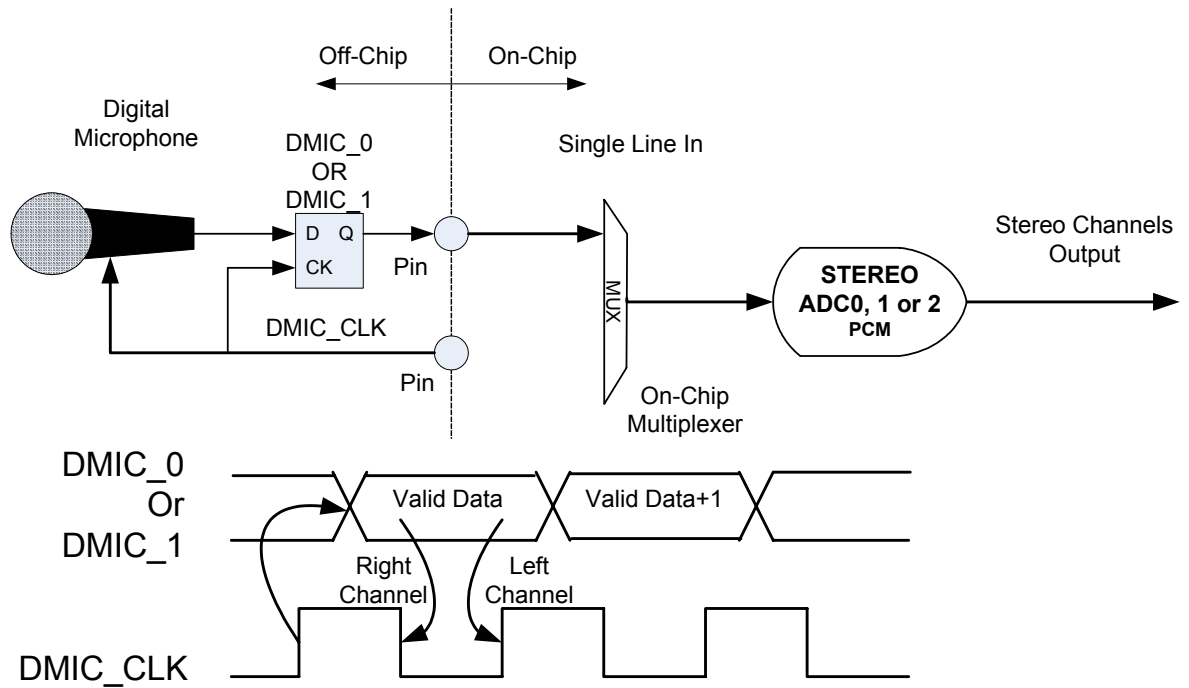 Off-Chip
On-Chip
Digital
Microphone
DMIC_0
OR
DMIC_1
Single Line In
D Q
CK
Pin
MUX
Stereo Channels
Output
STEREO
ADC0, 1 or 2
PCM
DMIC_CLK
Pin
On-Chip
Multiplexer
DMIC_0
Or
DMIC_1
Valid Data
Valid Data+1
Right
Channel
Left
Channel
DMIC_CLK